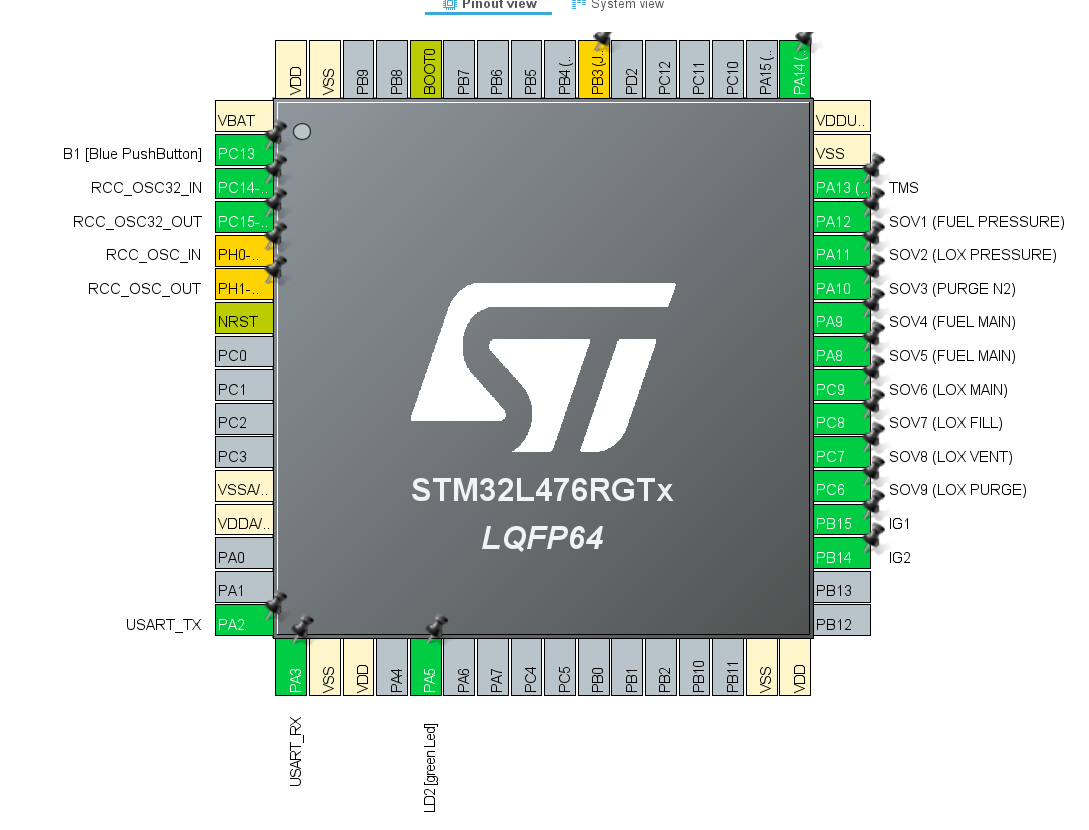 Pinout view
System view
VDD
VSS
PB9
PB8
BOOT0
PB7
PB6
PB5
PB4 (..
PB3 (J..
PD2
PC12
PC11
PC10
PA15 (..
PA14 (..
VBAT
B1 [Blue PushButton] PC13
RCC_OSC32_IN PC14-..
RCC_OSC32_OUT PC15-..
RCC_OSC_IN PH0-..
RCC_OSC_OUT PH1-..
NRST
PC0
PC1
PC2
PC3
VSSA/..
VDDA/..
PA0
PA1
USART_TX PA2
STM32L476RGTx
LQFP64
VDDU..
VSS
PA13 (.. TMS
PA12 SOV1 (FUEL PRESSURE)
PA11 SOV2 (LOX PRESSURE)
PA10 SOV3 (PURGE N2)
PA9 SOV4 (FUEL MAIN)
PA8 SOV5 (FUEL MAIN)
PC9 SOV6 (LOX MAIN)
PC8 SOV7 (LOX FILL)
PC7 SOV8 (LOX VENT)
PC6 SOV9 (LOX PURGE)
PB15 IG1
PB14 IG2
PB13
PB12
PA3
VSS
VDD
PA4
PA5
PA6
PA7
PC4
PC5
PB0
PB1
PB2
PB10
PB11
VSS
VDD
USART_RX
LD2 [green Led]